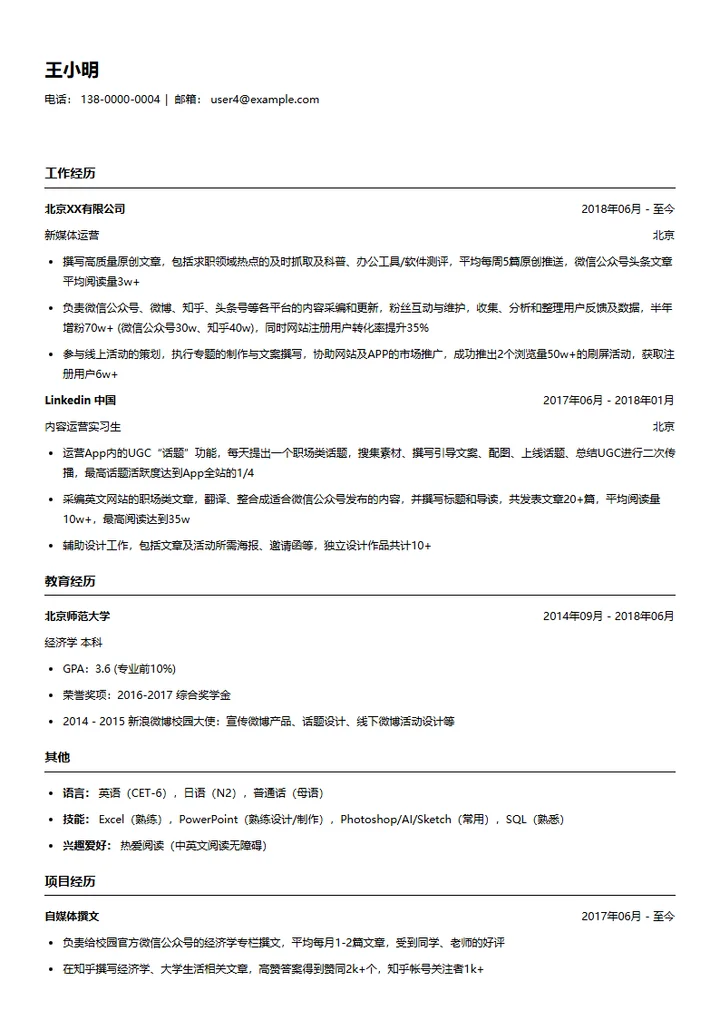 王小明
电话： 138-0000-0004 | 邮箱： user4@example.com
工作经历
北京XX有限公司 2018年06月 - 至今
新媒体运营 北京
• 撰写高质量原创文章，包括求职领域热点的及时抓取及科普、办公工具/软件测评，平均每周5篇原创推送，微信公众号头条文章
平均阅读量3w+
• 负责微信公众号、微博、知乎、头条号等各平台的内容采编和更新，粉丝互动与维护，收集、分析和整理用户反馈及数据，半年
增粉70w+ (微信公众号30w、知乎40w)，同时网站注册用户转化率提升35%
• 参与线上活动的策划，执行专题的制作与文案撰写，协助网站及APP的市场推广，成功推出2个浏览量50w+的刷屏活动，获取注
册用户6w+
Linkedin 中国 2017年06月 - 2018年01月
内容运营实习生 北京
• 运营App内的UGC“话题”功能，每天提出一个职场类话题，搜集素材、撰写引导文案、配图、上线话题、总结UGC进行二次传
播，最高话题活跃度达到App全站的1/4
• 采编英文网站的职场类文章，翻译、整合成适合微信公众号发布的内容，并撰写标题和导读，共发表文章20+篇，平均阅读量
10w+，最高阅读达到35w
• 辅助设计工作，包括文章及活动所需海报、邀请函等，独立设计作品共计10+
教育经历
北京师范大学 2014年09月 - 2018年06月
经济学 本科
• GPA：3.6 (专业前10%)
• 荣誉奖项：2016-2017 综合奖学金
• 2014 - 2015 新浪微博校园大使：宣传微博产品、话题设计、线下微博活动设计等
其他
• 语言： 英语（CET-6），日语（N2），普通话（母语）
• 技能： Excel（熟练），PowerPoint（熟练设计/制作），Photoshop/AI/Sketch（常用），SQL（熟悉）
• 兴趣爱好： 热爱阅读（中英文阅读无障碍）
项目经历
自媒体撰文 2017年06月 - 至今
• 负责给校园官方微信公众号的经济学专栏撰文，平均每月1-2篇文章，受到同学、老师的好评
• 在知乎撰写经济学、大学生活相关文章，高赞答案得到赞同2k+个，知乎帐号关注者1k+